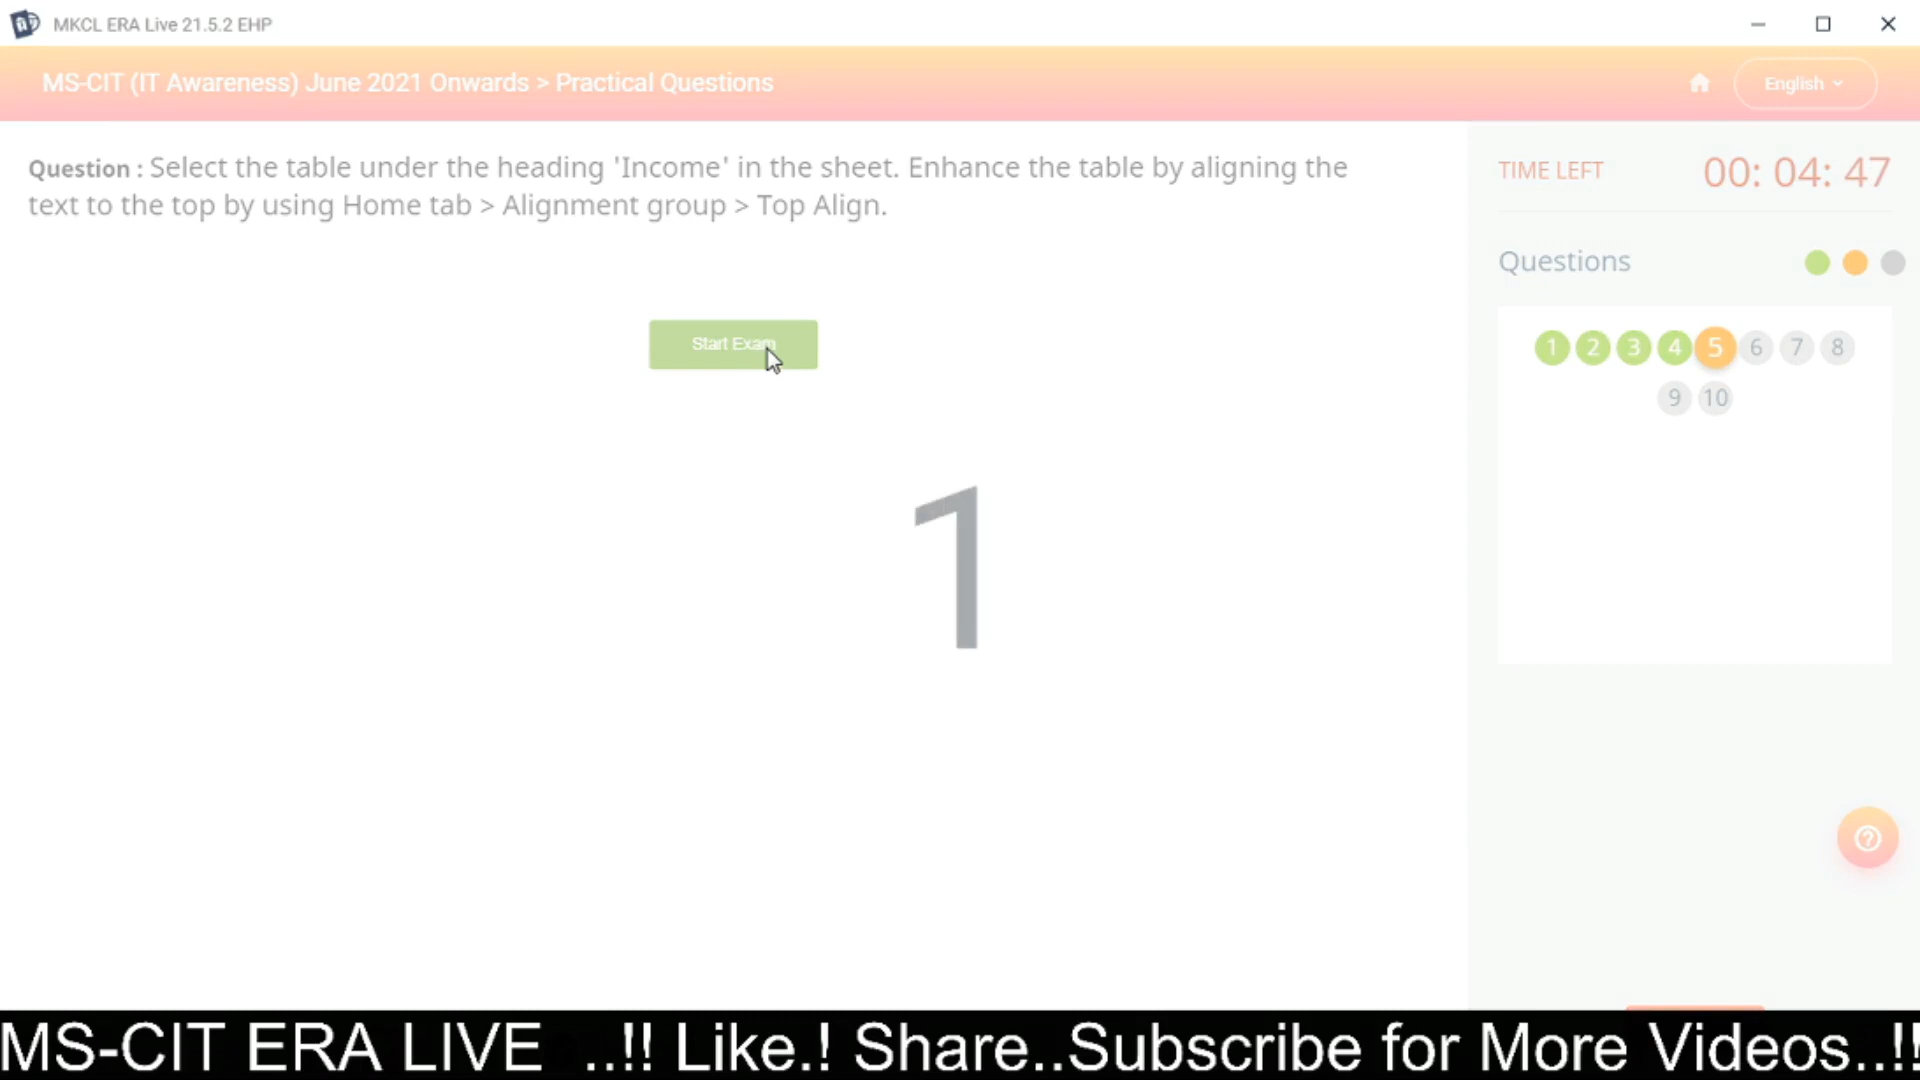 MKCL ERA Live 21.5.2 EHP
MS-CIT (IT Awareness) June 2021 Onwards > Practical Questions
English
Question : Select the table under the heading 'Income' in the sheet. Enhance the table by aligning the
text to the top by using Home tab > Alignment group > Top Align.
TIME LEFT 00: 04: 47
Questions
Start Exam
1 2 3 4 5 6 7 8
9 10
1
?
MS-CIT ERA LIVE ..!! Like.! Share..Subscribe for More Videos..!!